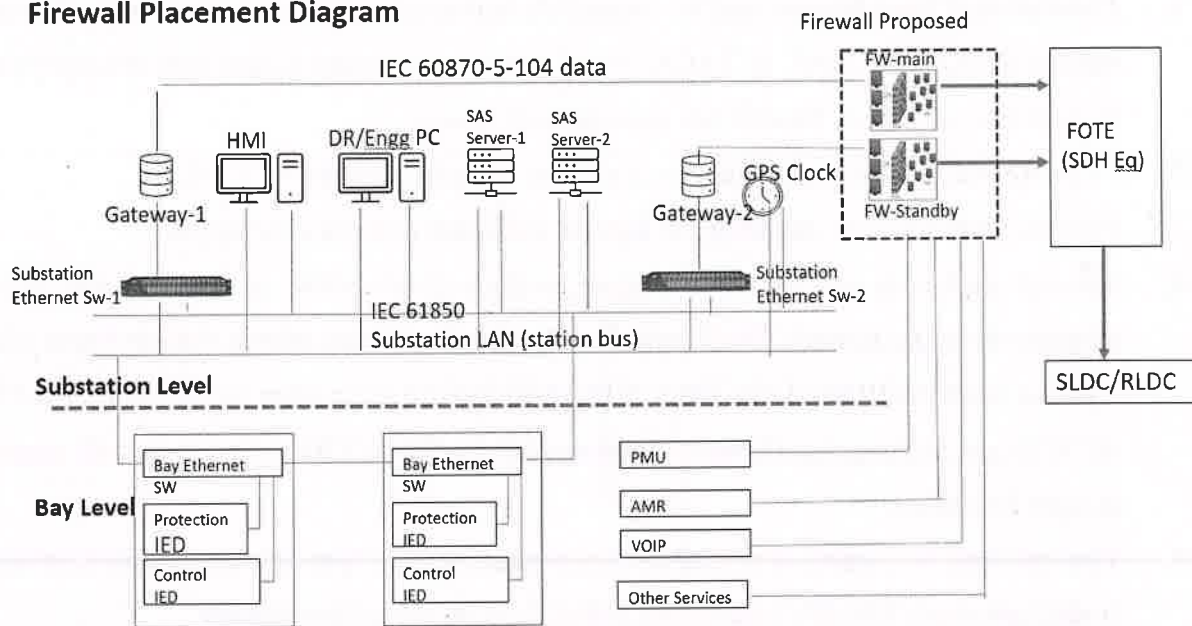 Firewall Placement Diagram
Firewall Proposed
IEC 60870-5-104 data
FW-main
FOTE
(SDH Eq)
HMI
DR/Engg PC
SAS
Server-1
SAS
Server-2
GPS Clock
Gateway-1
Gateway-2
FW-Standby
Substation
Ethernet Sw-1
Substation
Ethernet Sw-2
IEC 61850
Substation LAN (station bus)
SLDC/RLDC
Substation Level
Bay Level
Bay Ethernet
SW
Protection
IED
Control
IED
Bay Ethernet
SW
Protection
IED
Control
IED
PMU
AMR
VOIP
Other Services